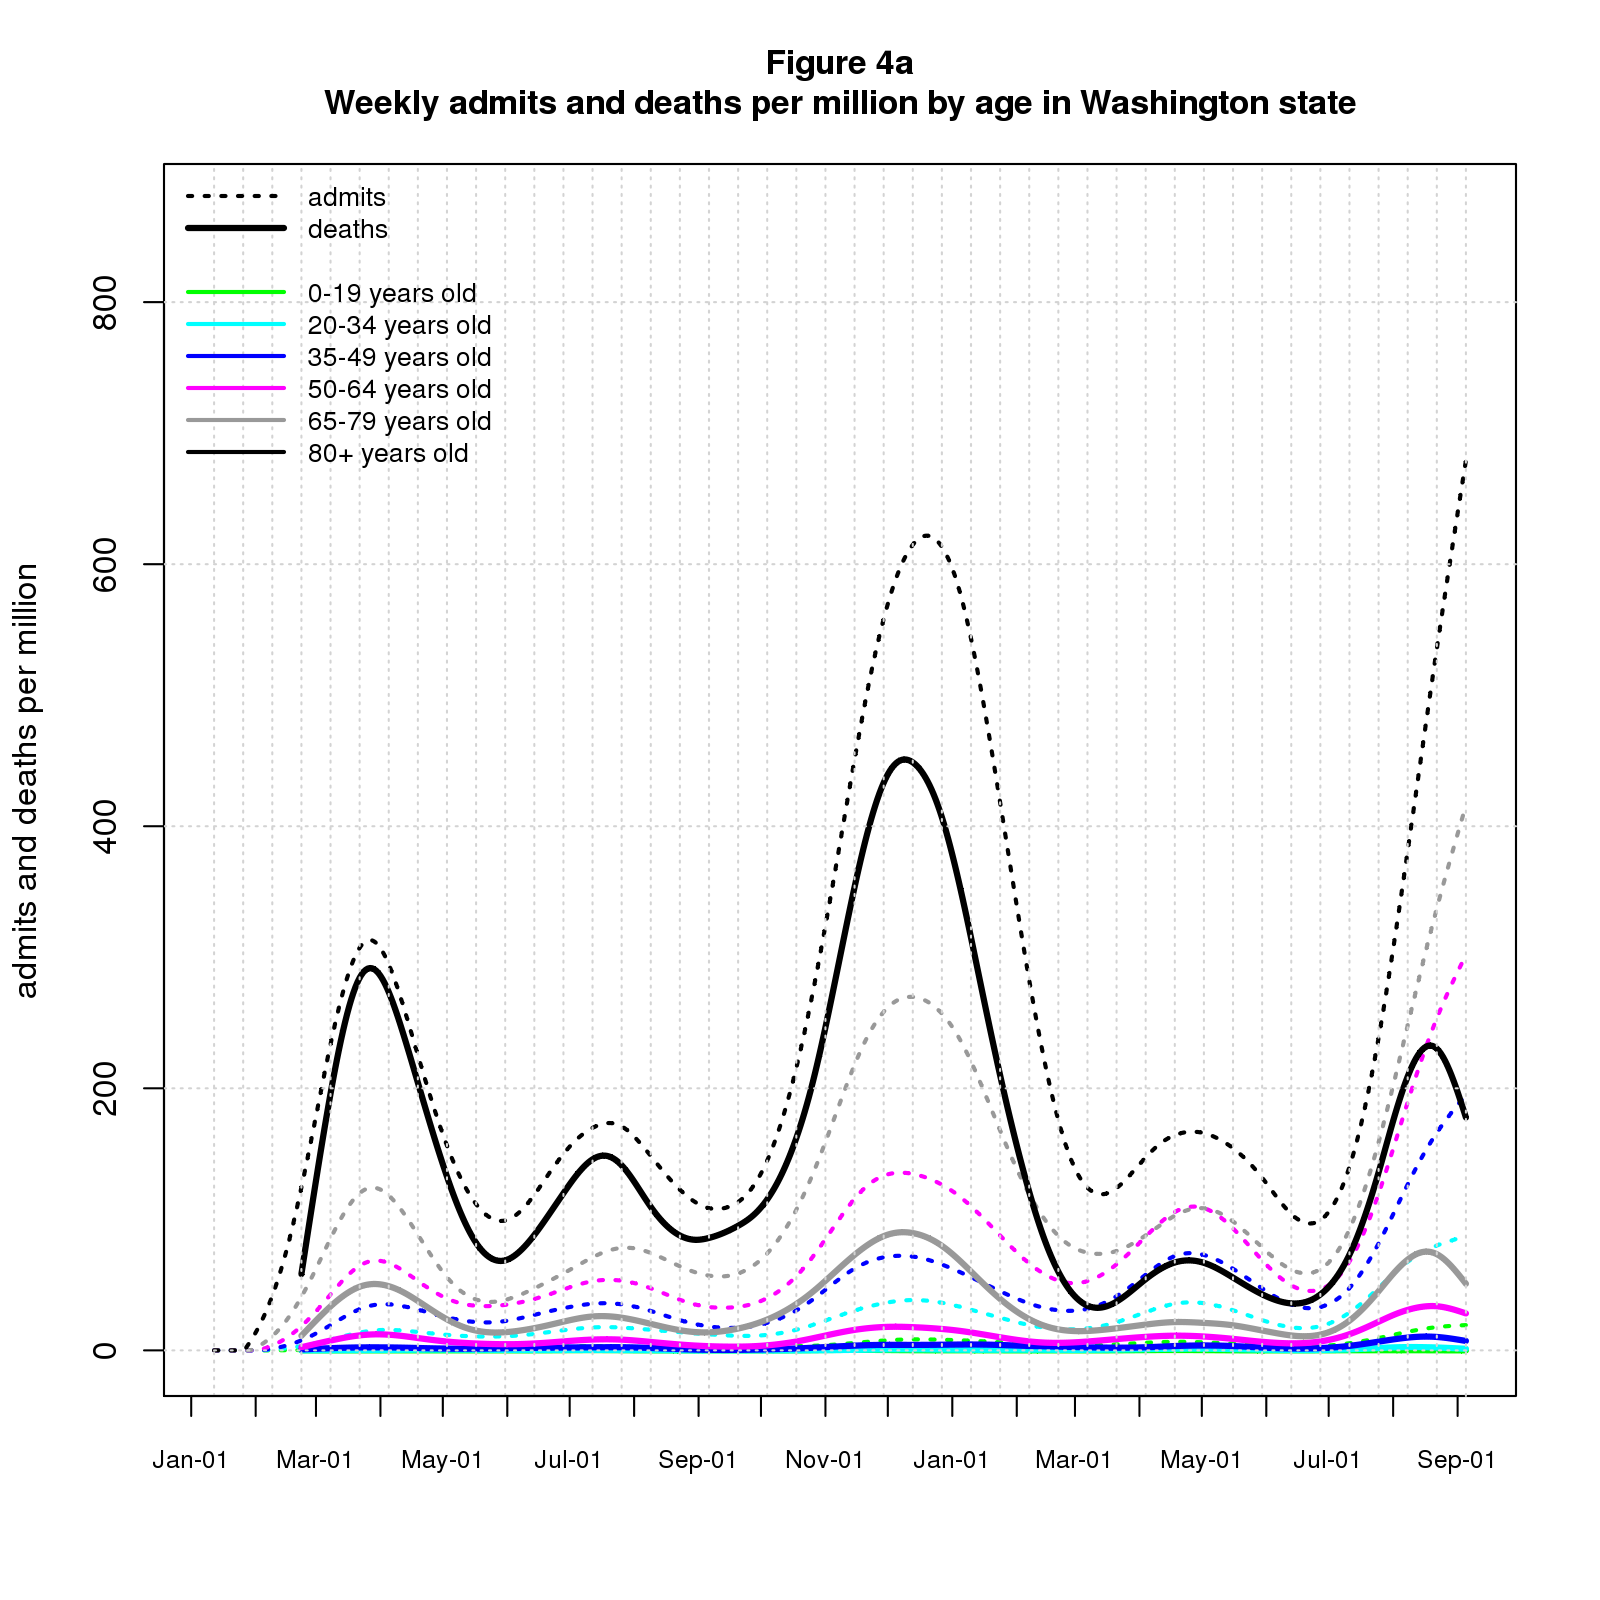 Figure 4a
Weekly admits and deaths per million by age in Washington state
admits
deaths
0-19 years old
20-34 years old
35-49 years old
50-64 years old
65-79 years old
80+ years old
800
600
400
200
0
admits and deaths per million
Jan-01 Mar-01 May-01 Jul-01 Sep-01 Nov-01 Jan-01 Mar-01 May-01 Jul-01 Sep-01